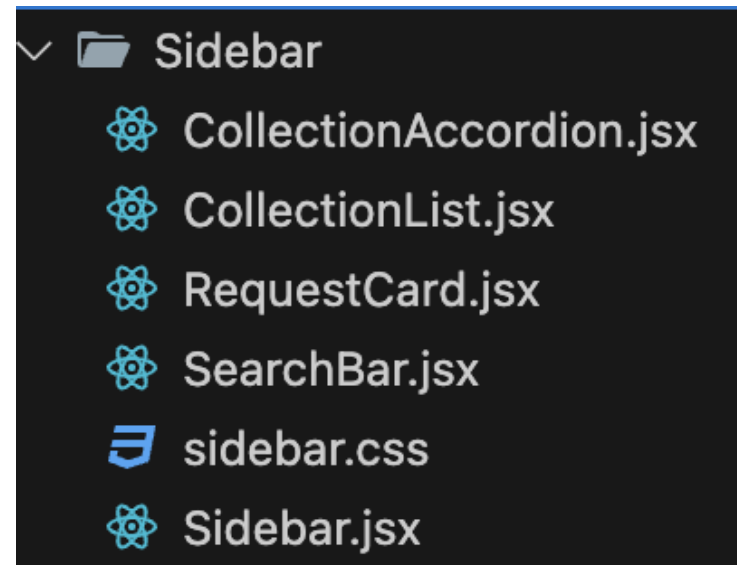 Sidebar
CollectionAccordion.jsx
CollectionList.jsx
RequestCard.jsx
SearchBar.jsx
sidebar.css
Sidebar.jsx